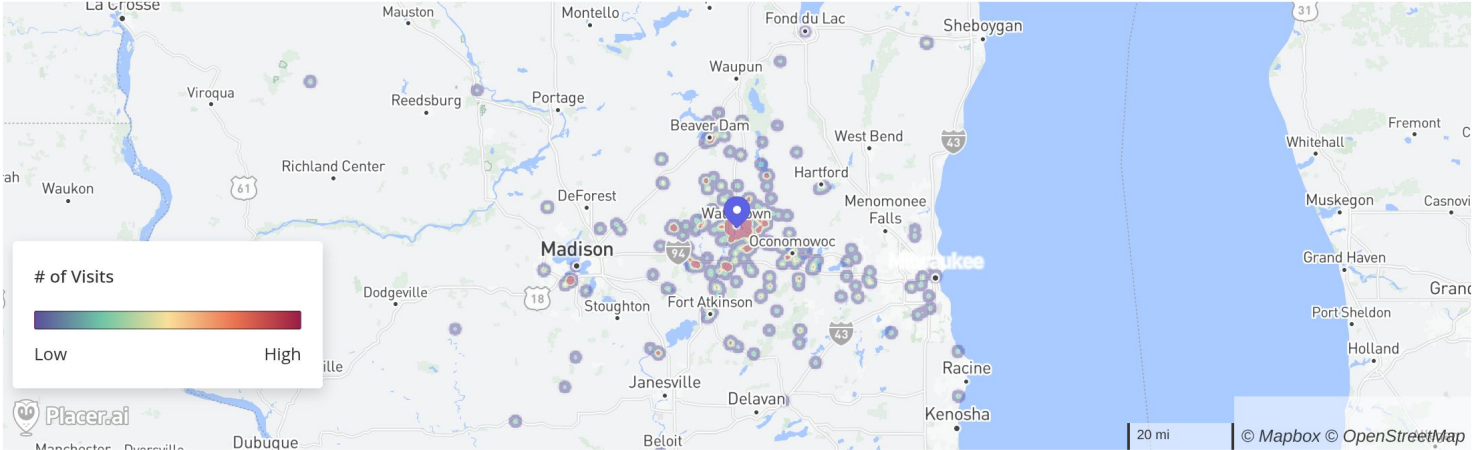 La Crosse
Mauston
Montello
Fond du Lac
Sheboygan
31
Waupun
Viroqua
Reedsburg
Portage
Beaver Dam
West Bend
43
Fremont
Whitehall
Richland Center
Hartford
61
Waukon
DeForest
Menomonee
Falls
Muskegon
Casnovi
Watertown
Oconomowoc
Madison
94
Milwaukee
Grand Haven
# of Visits
Low
High
Dodgeville
18
Stoughton
Fort Atkinson
43
Port Sheldon
Holland
Racine
Janesville
Delavan
Kenosha
Placer.ai
Dubuque
Beloit
20 mi
© Mapbox © OpenStreetMap